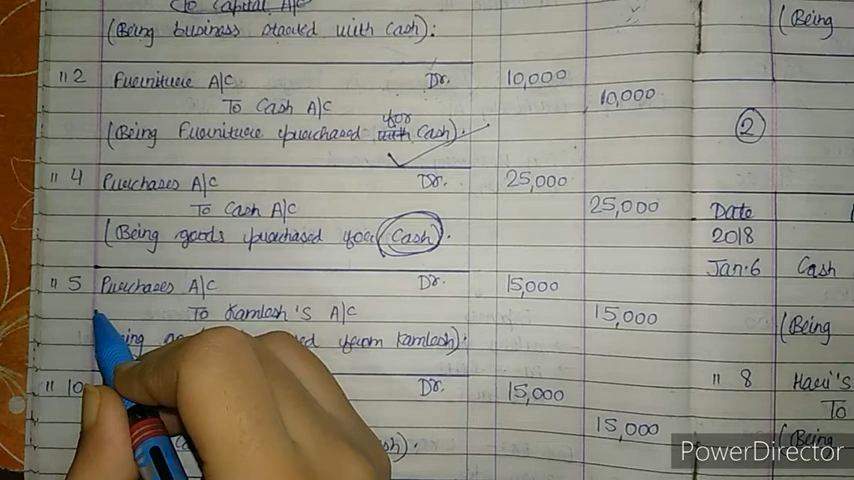 To Capital A/C
(Being business started with Cash):
" 2 Furniture A/C Dr. 10,000
To Cash A/C 10,000
for
(Being Furniture purchased with Cash).
" 4 Purchases A/C Dr. 25,000
To Cash A/C 25,000
(Being goods purchased for Cash).
" 5 Purchases A/C Dr. 15,000
To Kamlesh's A/C 15,000
from Kamlesh).
" 10 Dr. 15,000
15,000
(Being
2
Date
2018
Jan. 6 Cash
(Being
" 8 Hari's
To
(Being
PowerDirector